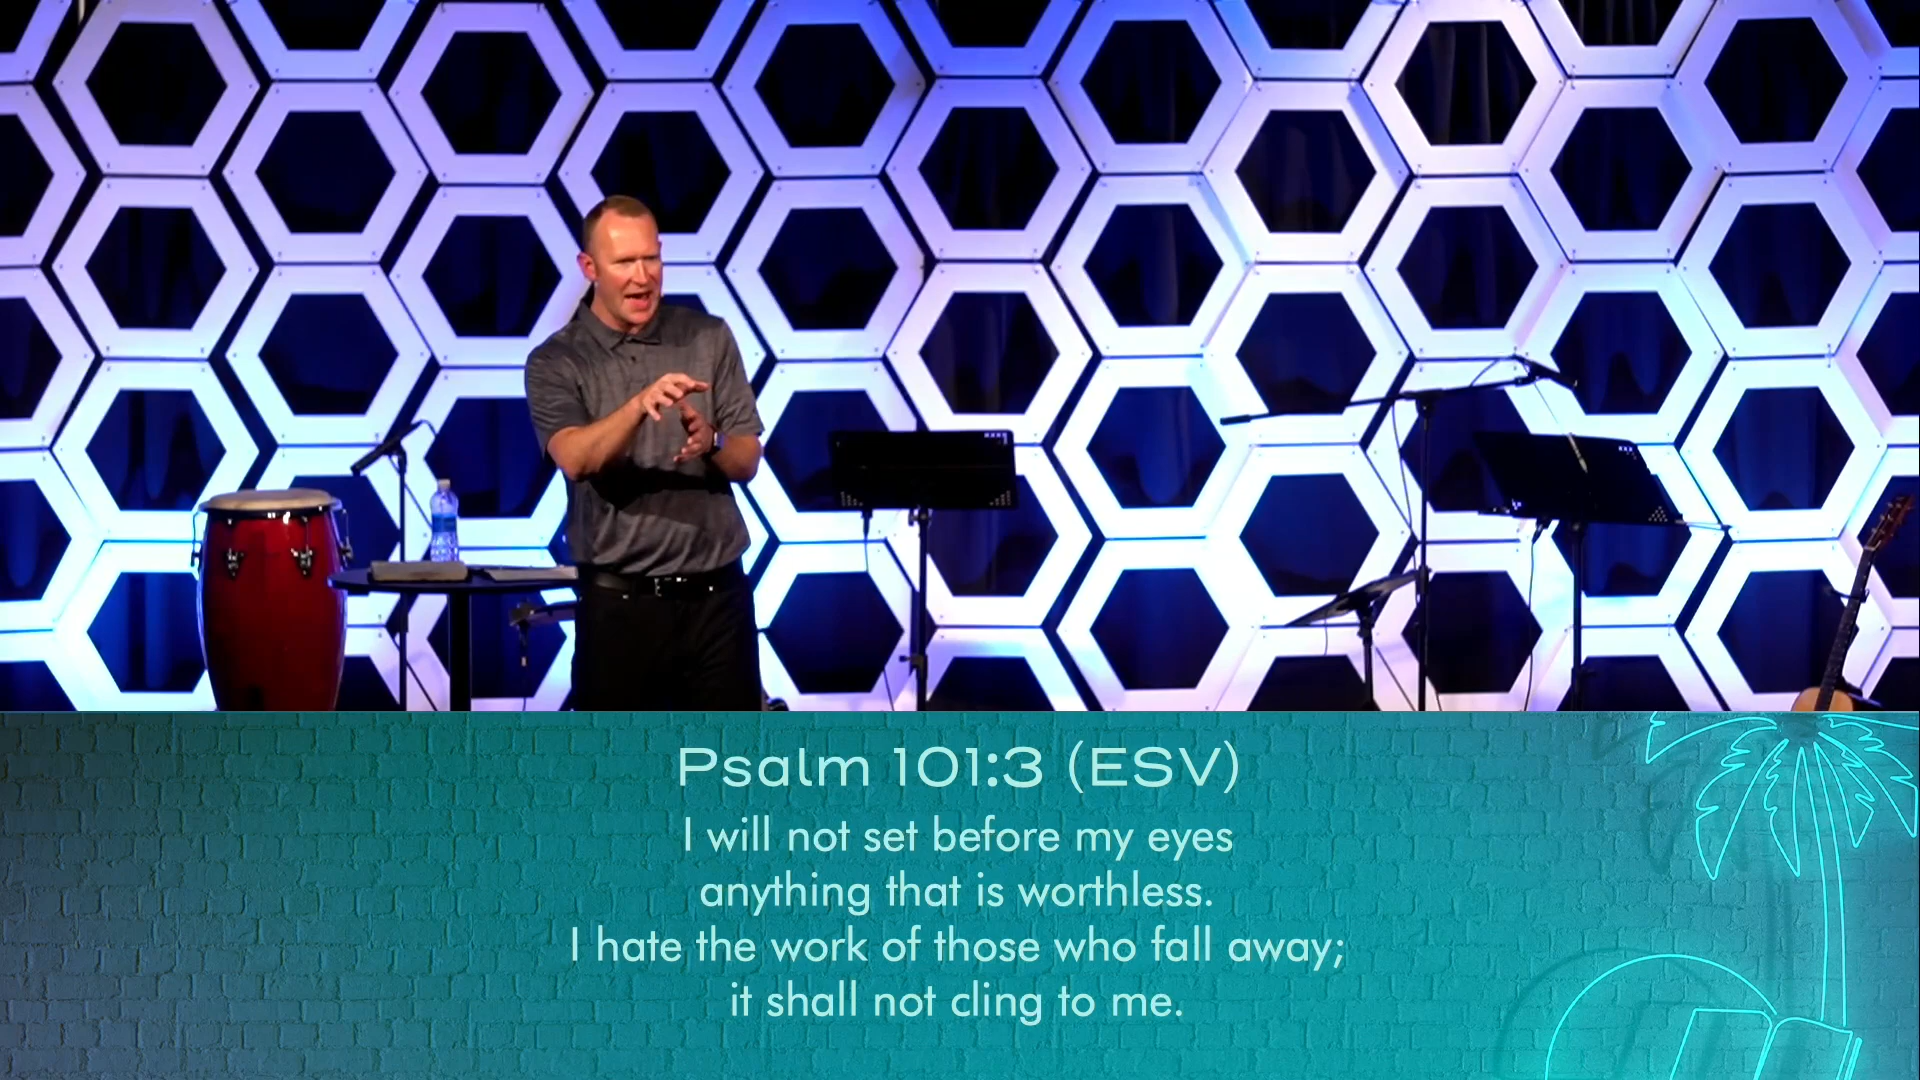 Psalm 101:3 (ESV)
I will not set before my eyes
anything that is worthless.
I hate the work of those who fall away;
it shall not cling to me.